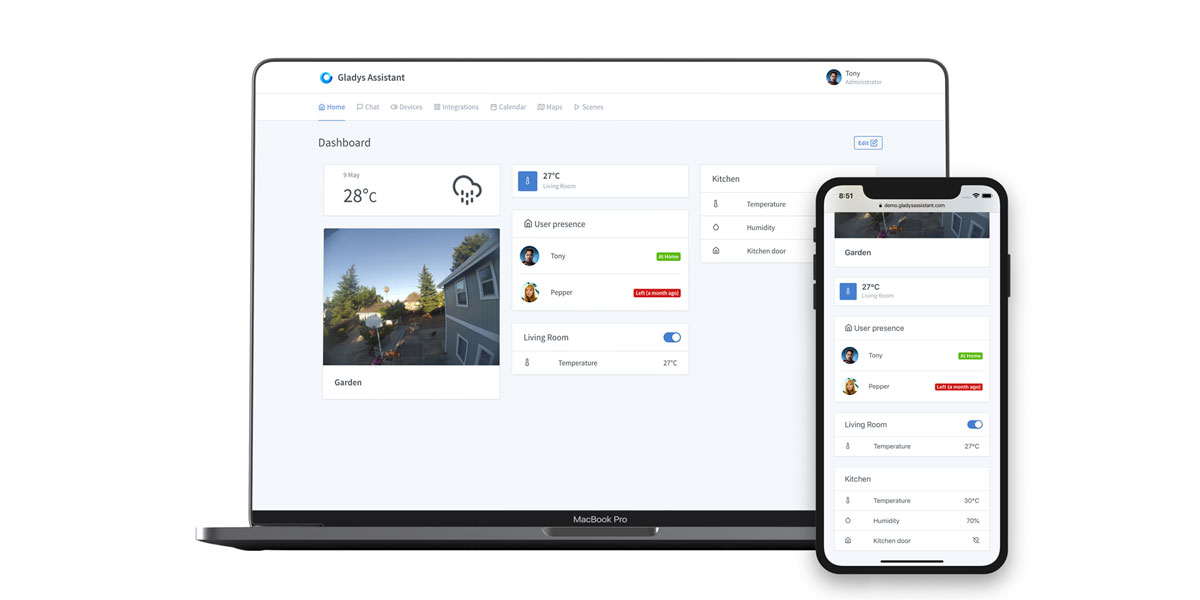 Gladys Assistant
Tony
Administrator
Home Chat Devices Integrations Calendar Maps Scenes
Dashboard
Edit
9 May
28°C
Garden
27°C
Living Room
User presence
Tony At Home
Pepper Left (a month ago)
Living Room
Temperature 27°C
Kitchen
Temperature
Humidity
Kitchen door
MacBook Pro
8:51
demo.gladysassistant.com
Garden
27°C
Living Room
User presence
Tony At Home
Pepper Left (a month ago)
Living Room
Temperature 27°C
Kitchen
Temperature 30°C
Humidity 70%
Kitchen door